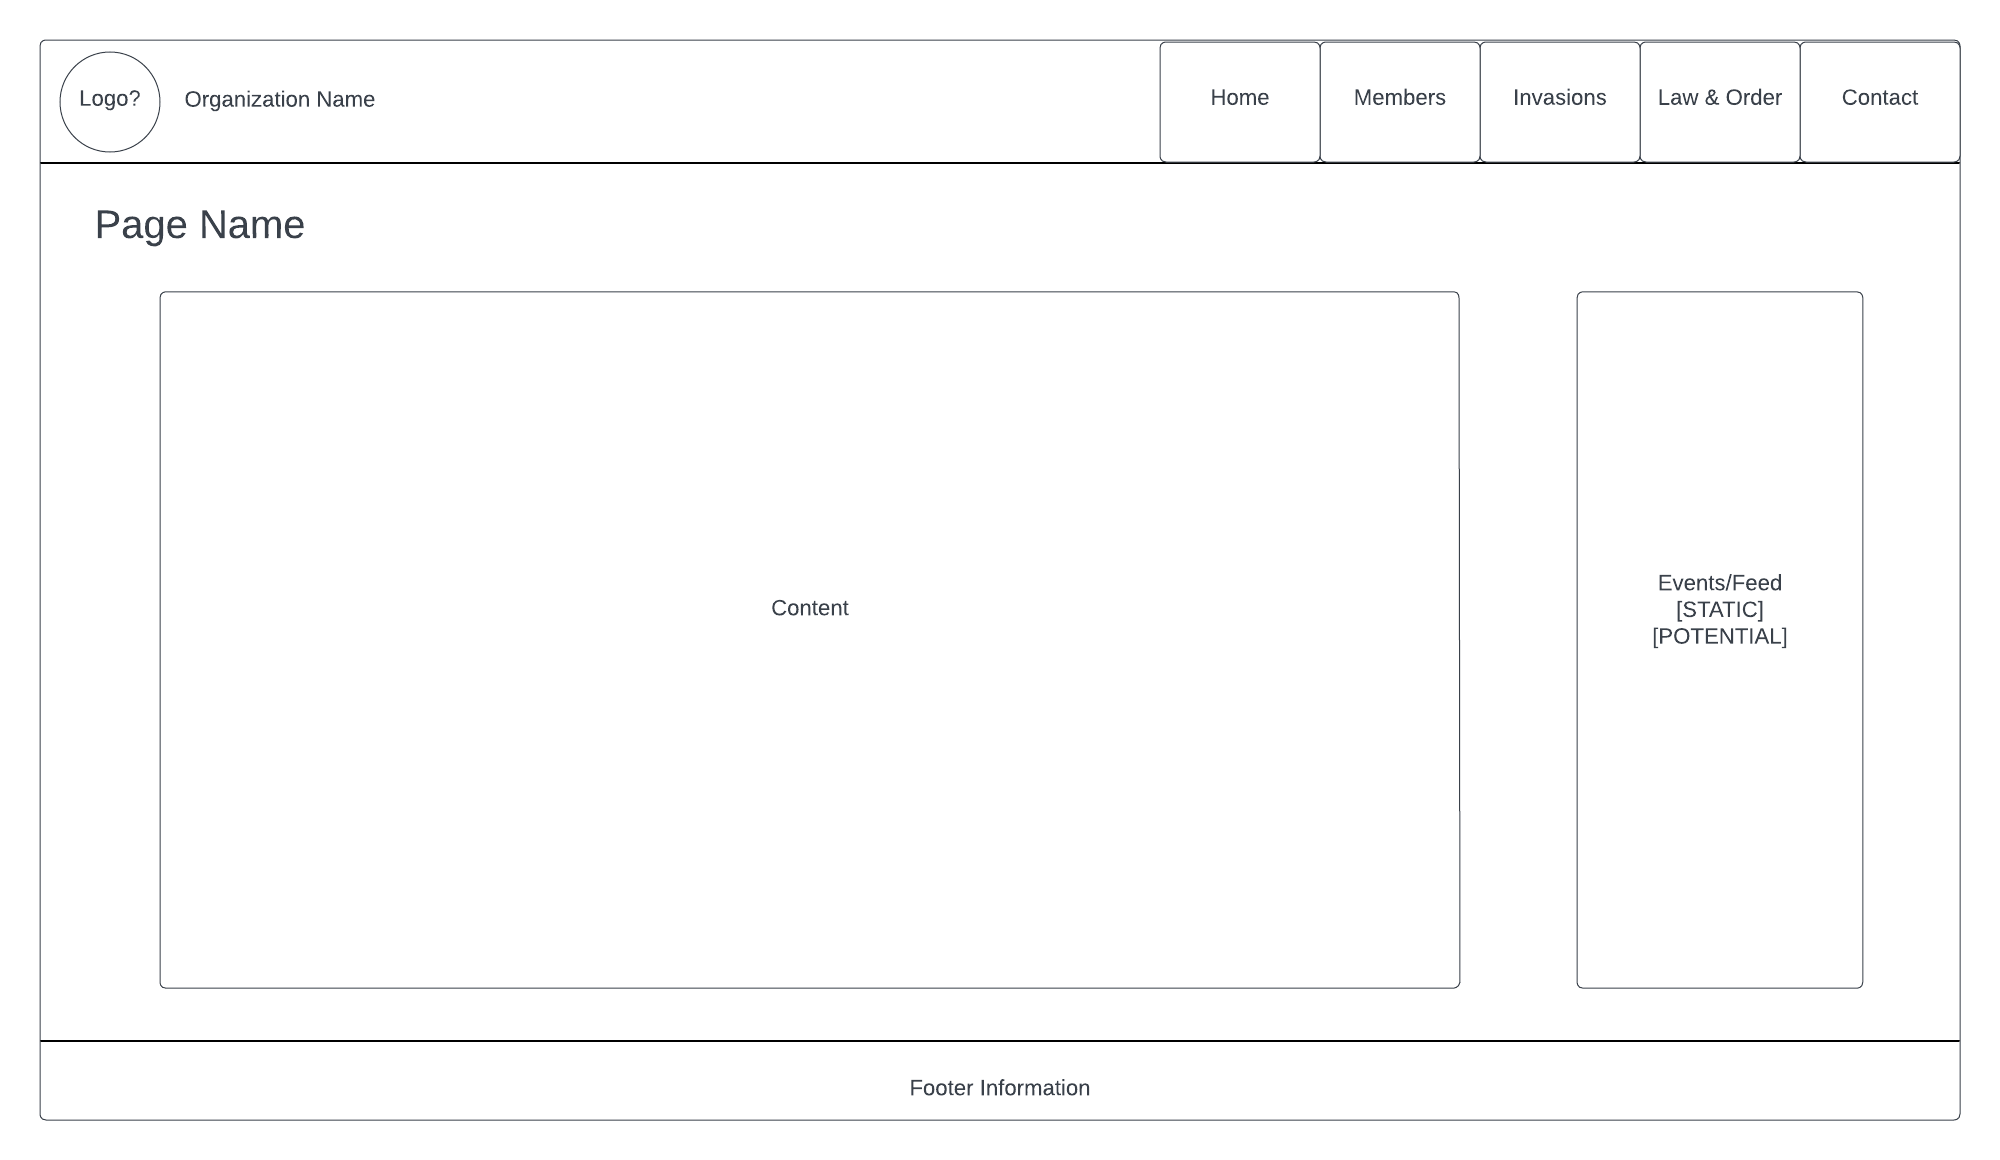 Logo?
Organization Name
Home
Members
Invasions
Law & Order
Contact
Page Name
Content
Events/Feed
[STATIC]
[POTENTIAL]
Footer Information